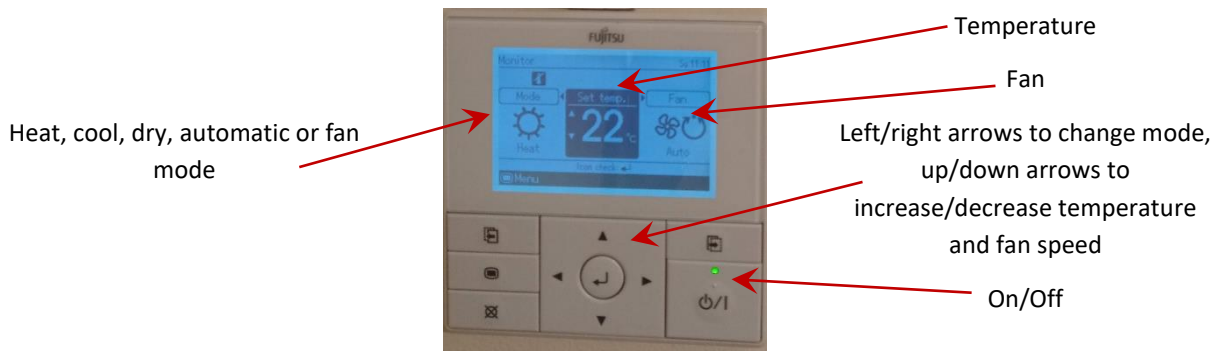 Temperature
Fan
Heat, cool, dry, automatic or fan
mode
Left/right arrows to change mode,
up/down arrows to
increase/decrease temperature
and fan speed
On/Off
FUJITSU
Monitor
Mode
Set temp.
Fan
22 °C
Heat
Auto
Menu